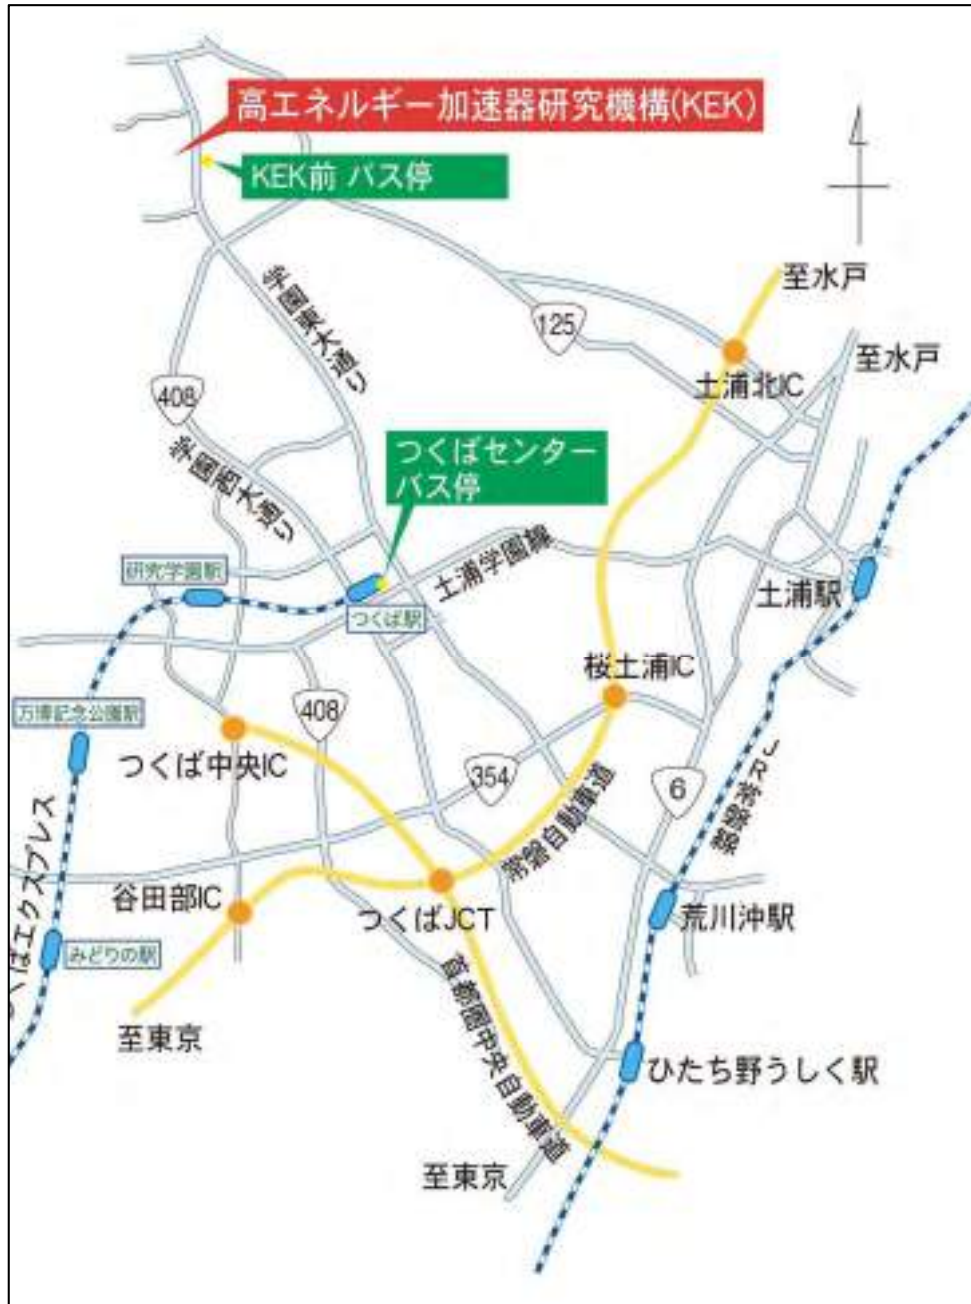 高エネルギー加速器研究機構(KEK)
KEK前 バス停
至水戸
学園東大通り
125
土浦北IC
至水戸
408
つくばセンター
バス停
学園西大通り
研究学園駅
土浦学園線
つくば駅
土浦駅
桜土浦IC
万博記念公園駅
408
つくば中央IC
354
6
JR常磐線
常磐自動車道
谷田部IC
つくばJCT
荒川沖駅
つくばエクスプレス
みどりの駅
首都圏中央自動車道
至東京
ひたち野うしく駅
至東京